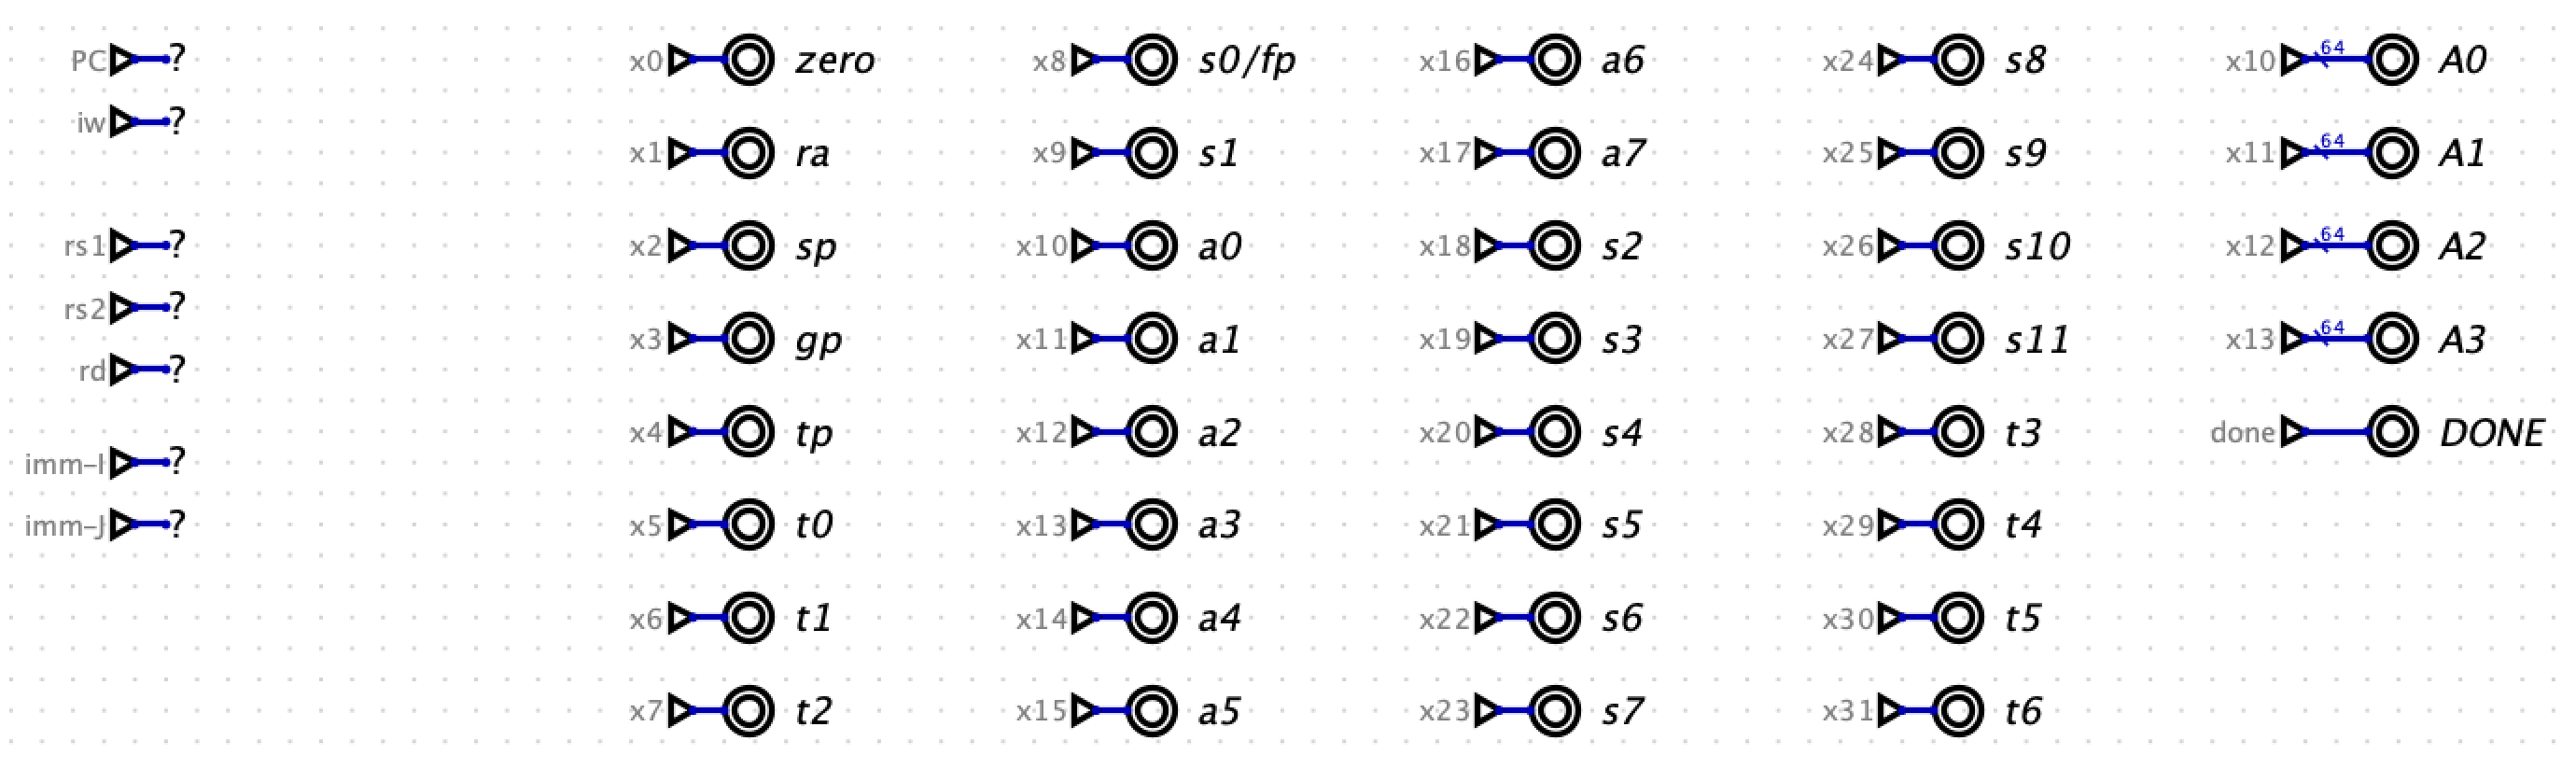 PC ? x0 zero x8 s0/fp x16 a6 x24 s8 x10 64 A0
iw ?
x1 ra x9 s1 x17 a7 x25 s9 x11 64 A1
rs1 ? x2 sp x10 a0 x18 s2 x26 s10 x12 64 A2
rs2 ?
x3 gp x11 a1 x19 s3 x27 s11 x13 64 A3
rd ?
x4 tp x12 a2 x20 s4 x28 t3 done DONE
imm-I ?
imm-J ? x5 t0 x13 a3 x21 s5 x29 t4
x6 t1 x14 a4 x22 s6 x30 t5
x7 t2 x15 a5 x23 s7 x31 t6